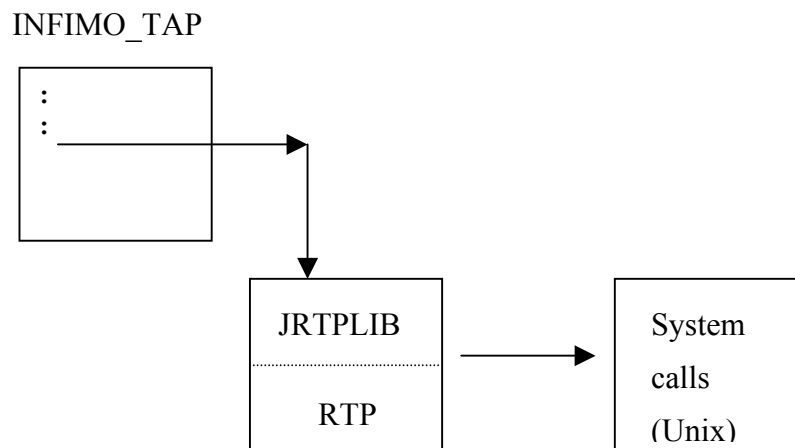 INFIMO_TAP
:
:
JRTPLIB
RTP
System
calls
(Unix)